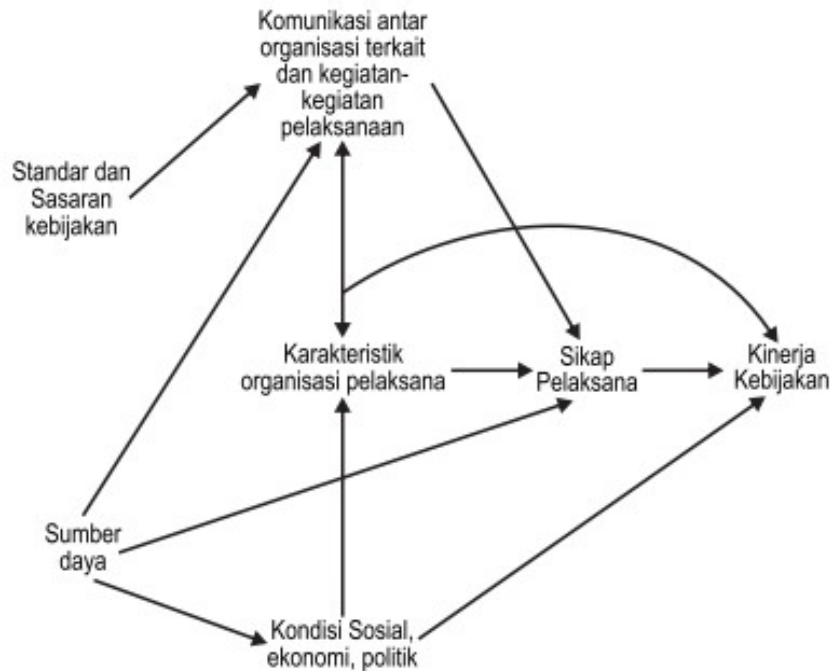 Komunikasi antar
organisasi terkait
dan kegiatan-
kegiatan
pelaksanaan
Standar dan
Sasaran
kebijakan
Karakteristik
organisasi pelaksana
Sikap
Pelaksana
Kinerja
Kebijakan
Sumber
daya
Kondisi Sosial,
ekonomi, politik